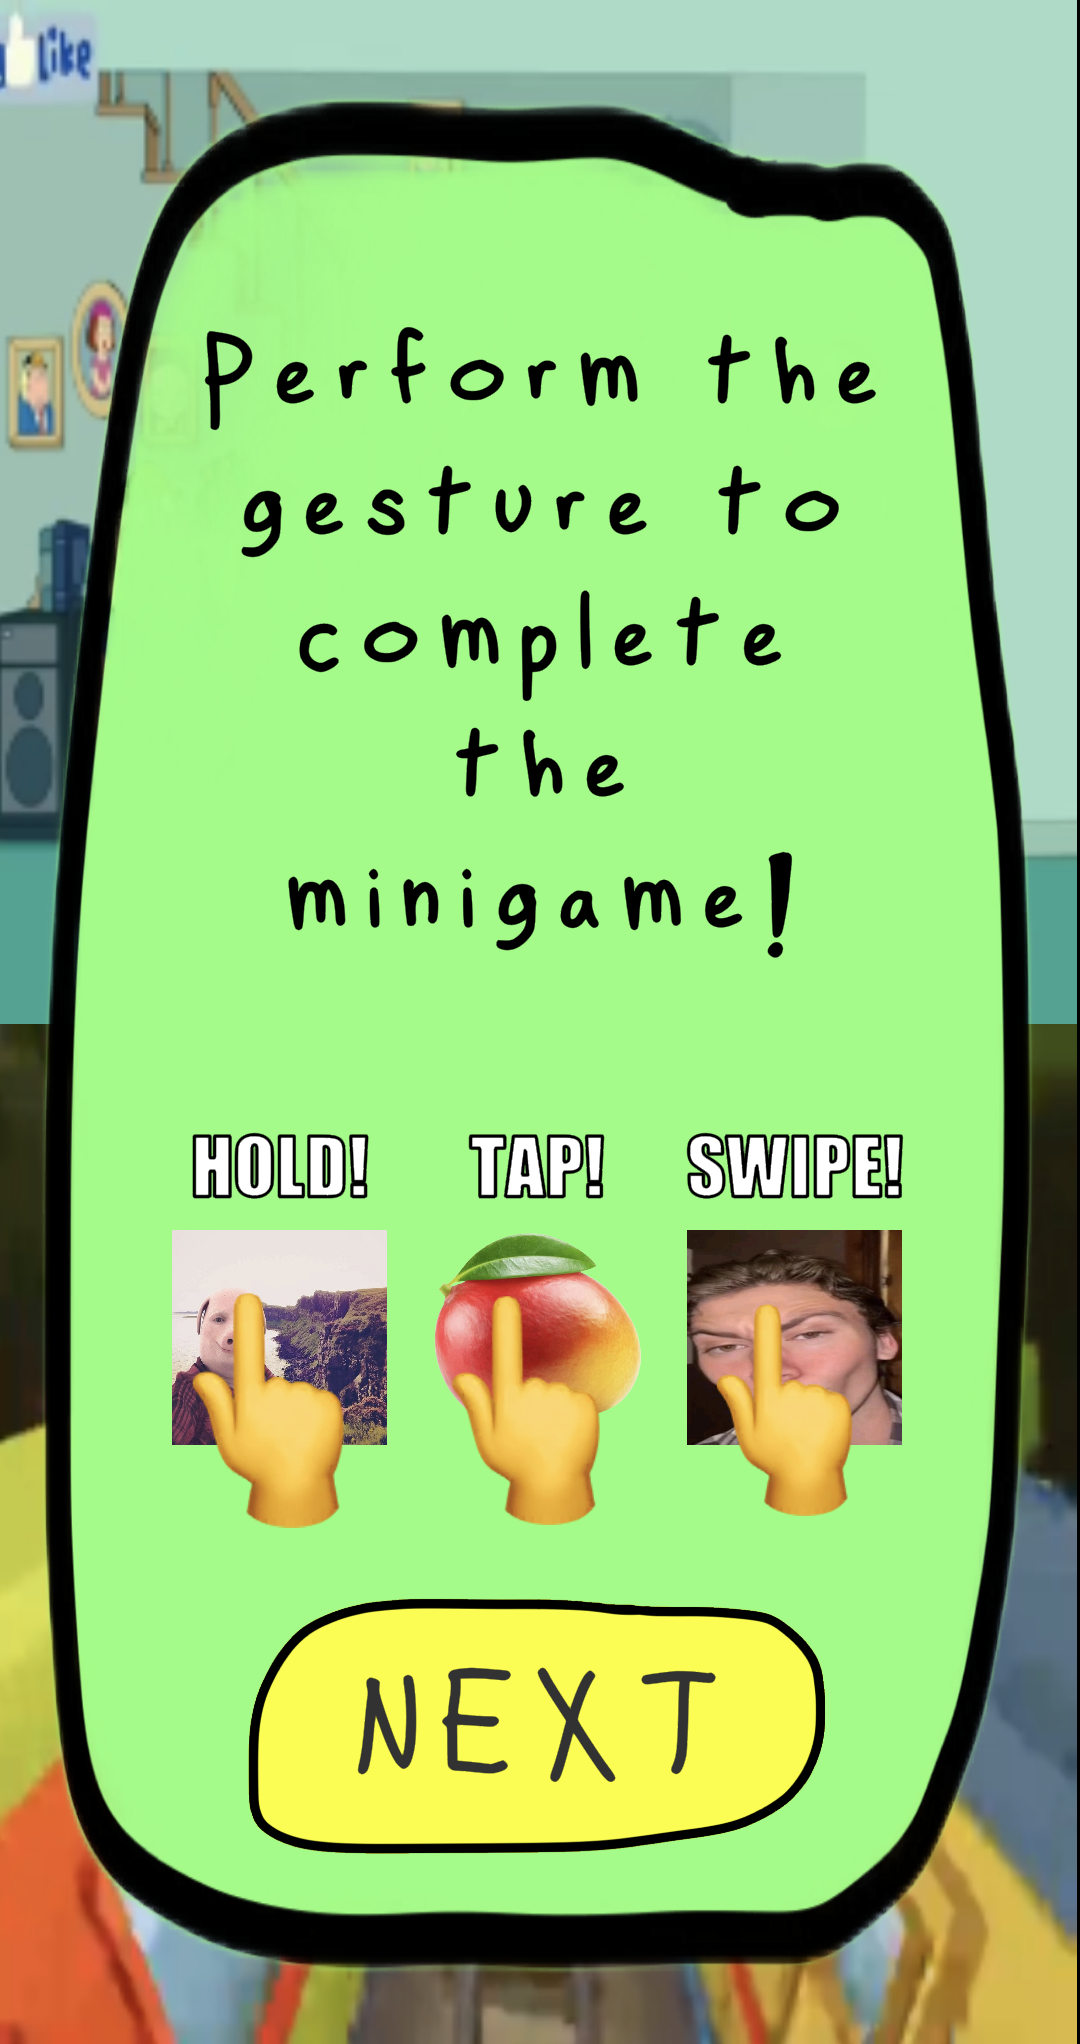 like
Perform the
gesture to
complete
the
minigame!
HOLD! TAP! SWIPE!
NEXT